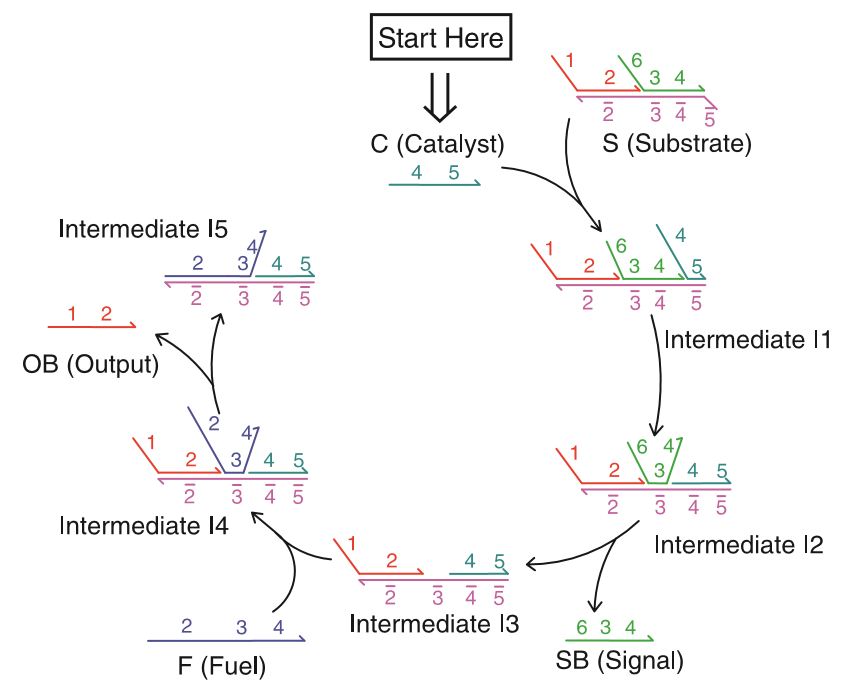 Start Here
C (Catalyst)
4 5
1 2 6 3 4
2̅ 3̅ 4̅ 5̅
S (Substrate)
1 2 6 3 4 4 5
2̅ 3̅ 4̅ 5̅
Intermediate I1
1 2 6 3 4 4 5
2̅ 3̅ 4̅ 5̅
Intermediate I2
6 3 4
SB (Signal)
1 2 4 5
2̅ 3̅ 4̅ 5̅
Intermediate I3
2 3 4
F (Fuel)
1 2 2 3 4 4 5
2̅ 3̅ 4̅ 5̅
Intermediate I4
1 2
OB (Output)
Intermediate I5
2 3 4 4 5
2̅ 3̅ 4̅ 5̅